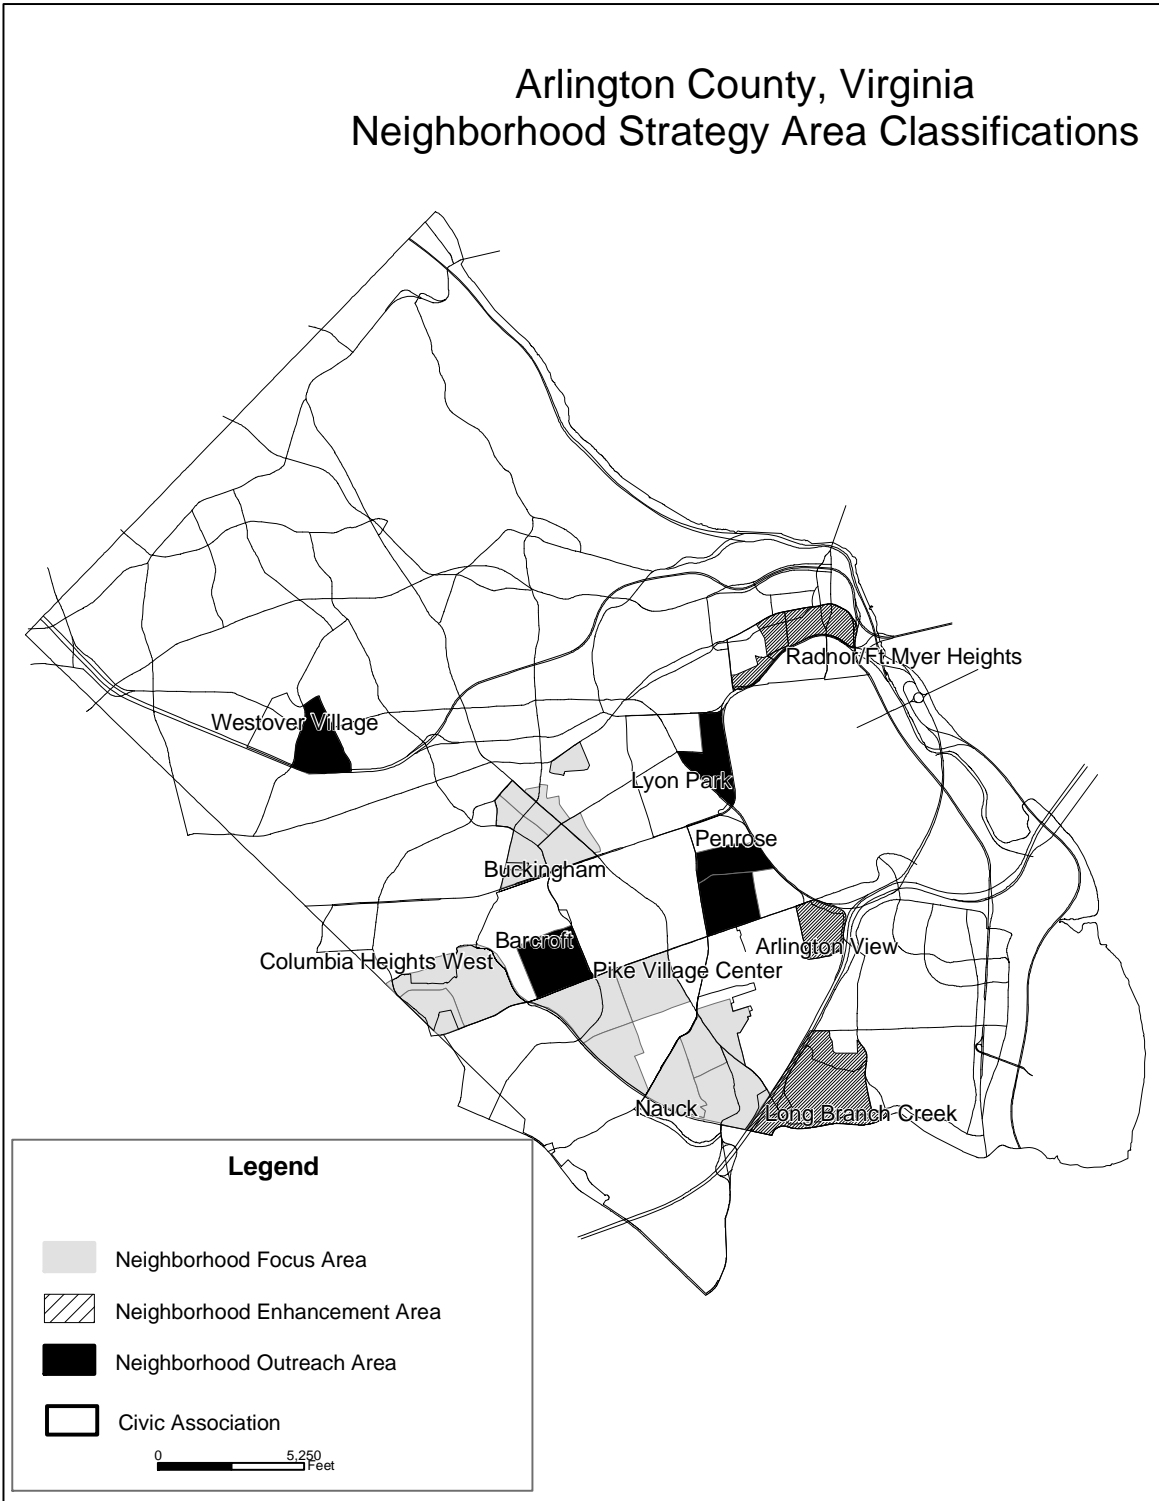 Arlington County, Virginia
Neighborhood Strategy Area Classifications
Radnor/Ft.Myer Heights
Westover Village
Lyon Park
Penrose
Buckingham
Barcroft
Arlington View
Columbia Heights West
Pike Village Center
Nauck
Long Branch Creek
Legend
Neighborhood Focus Area
Neighborhood Enhancement Area
Neighborhood Outreach Area
Civic Association
0 5,250
Feet